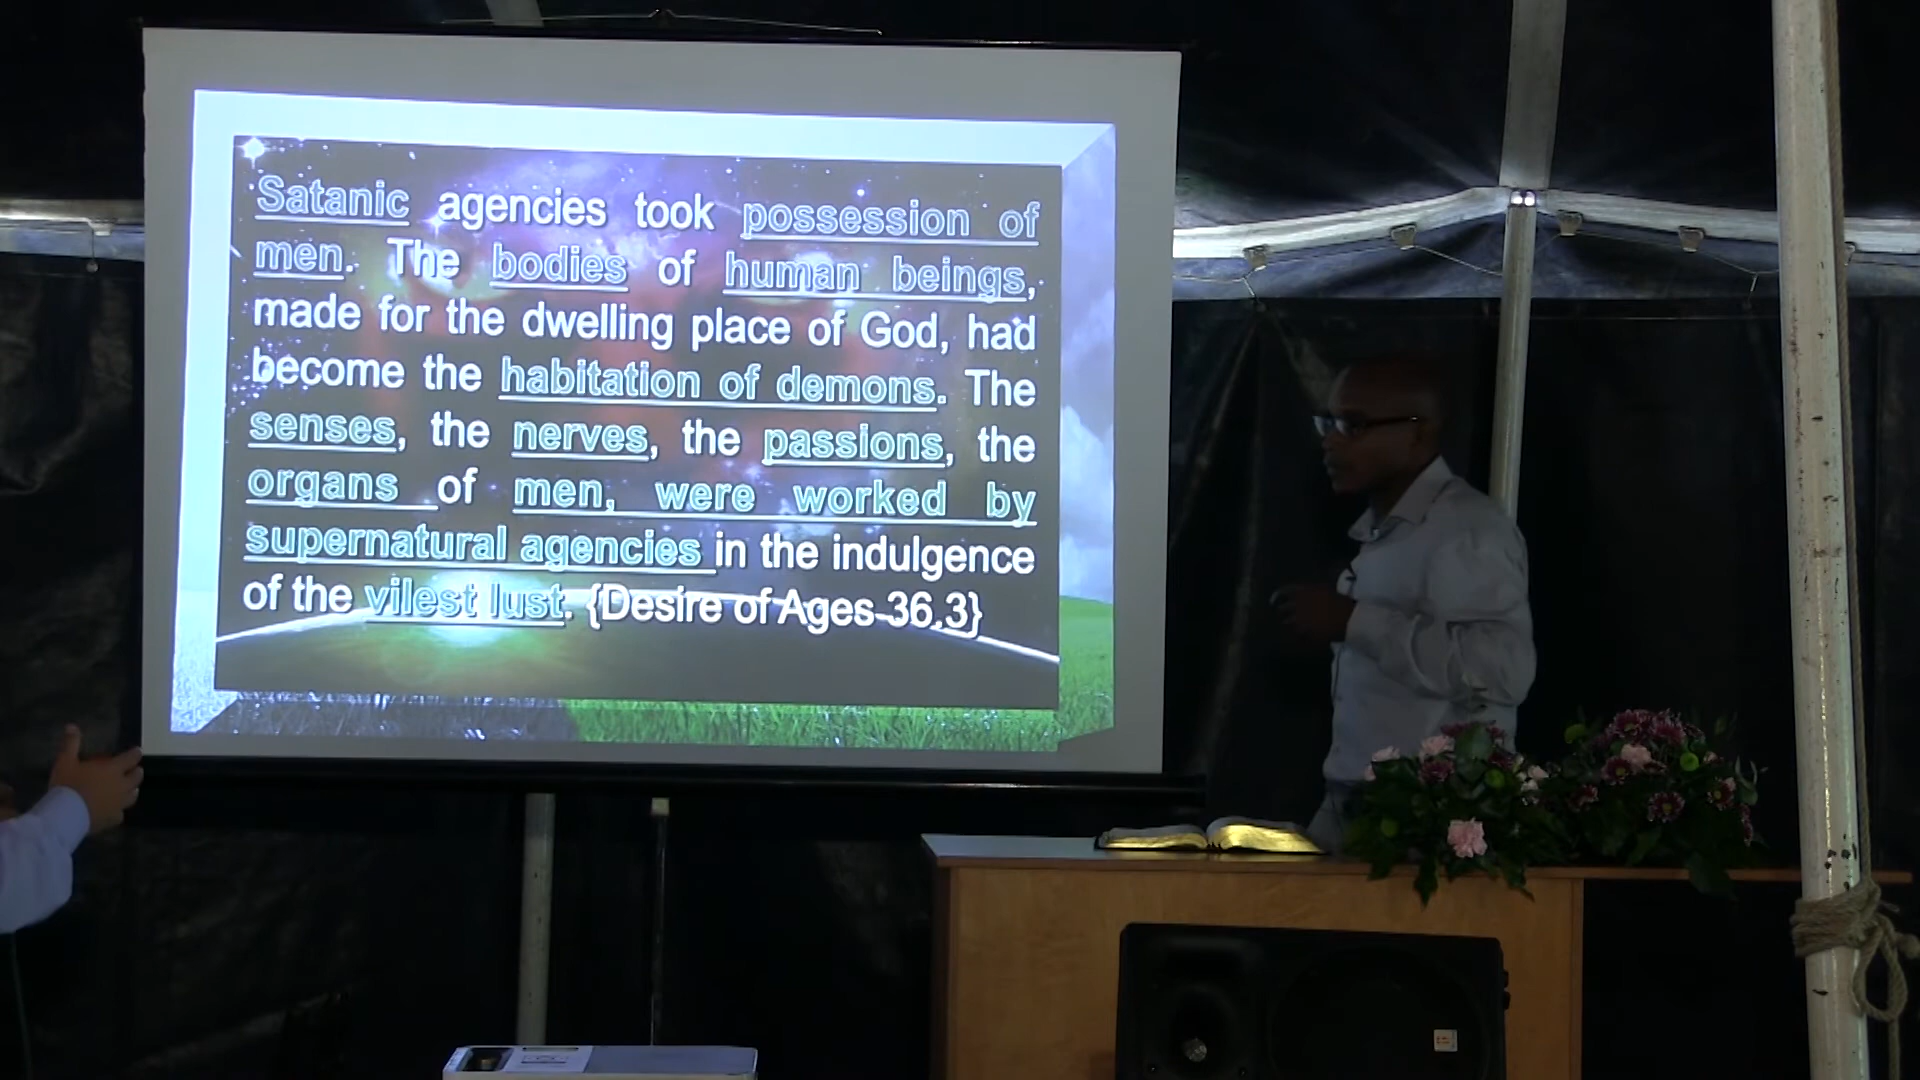 Satanic agencies took possession of
men. The bodies of human beings,
made for the dwelling place of God, had
become the habitation of demons. The
senses, the nerves, the passions, the
organs of men, were worked by
supernatural agencies in the indulgence
of the vilest lust. {Desire of Ages 36.3}